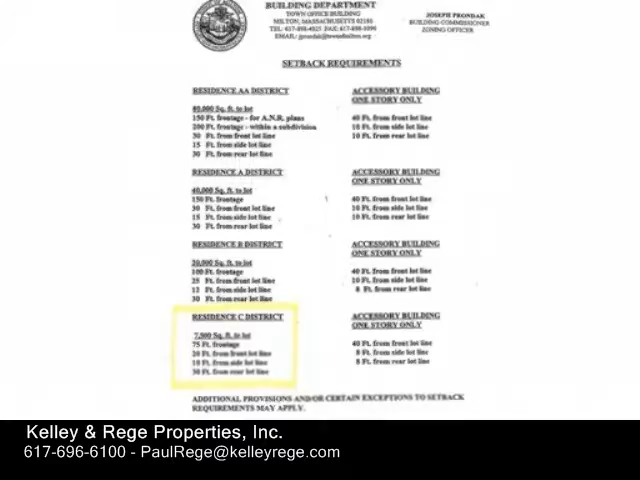 BUILDING DEPARTMENT
TOWN OFFICE BUILDING
MILTON, MASSACHUSETTS 02186
TEL: 617-898-4925 FAX: 617-696-
EMAIL:
JOSEPH PRONDAK
BUILDING COMMISSIONER
ZONING OFFICER
SETBACK REQUIREMENTS
RESIDENCE AA DISTRICT
80,000 Sq. ft. to lot
150 Ft. frontage - for A.N.R. plans
200 Ft. frontage - within a subdivision
30 Ft. from front lot line
15 Ft. from side lot line
30 Ft. from rear lot line
ACCESSORY BUILDING
ONE STORY ONLY
40 Ft. from front lot line
10 Ft. from side lot line
10 Ft. from rear lot line
RESIDENCE A DISTRICT
40,000 Sq. ft. to lot
150 Ft. frontage
30 Ft. from front lot line
15 Ft. from side lot line
30 Ft. from rear lot line
ACCESSORY BUILDING
ONE STORY ONLY
40 Ft. from front lot line
10 Ft. from side lot line
10 Ft. from rear lot line
RESIDENCE B DISTRICT
20,000 Sq. ft. to lot
100 Ft. frontage
25 Ft. from front lot line
12 Ft. from side lot line
30 Ft. from rear lot line
ACCESSORY BUILDING
ONE STORY ONLY
40 Ft. from front lot line
10 Ft. from side lot line
8 Ft. from rear lot line
RESIDENCE C DISTRICT
7,500 Sq. ft. to lot
75 Ft. frontage
20 Ft. from front lot line
10 Ft. from side lot line
30 Ft. from rear lot line
ACCESSORY BUILDING
ONE STORY ONLY
40 Ft. from front lot line
8 Ft. from side lot line
8 Ft. from rear lot line
ADDITIONAL PROVISIONS AND/OR CERTAIN EXCEPTIONS TO SETBACK
REQUIREMENTS MAY APPLY.
Kelley & Rege Properties, Inc.
617-696-6100 - PaulRege@kelleyrege.com